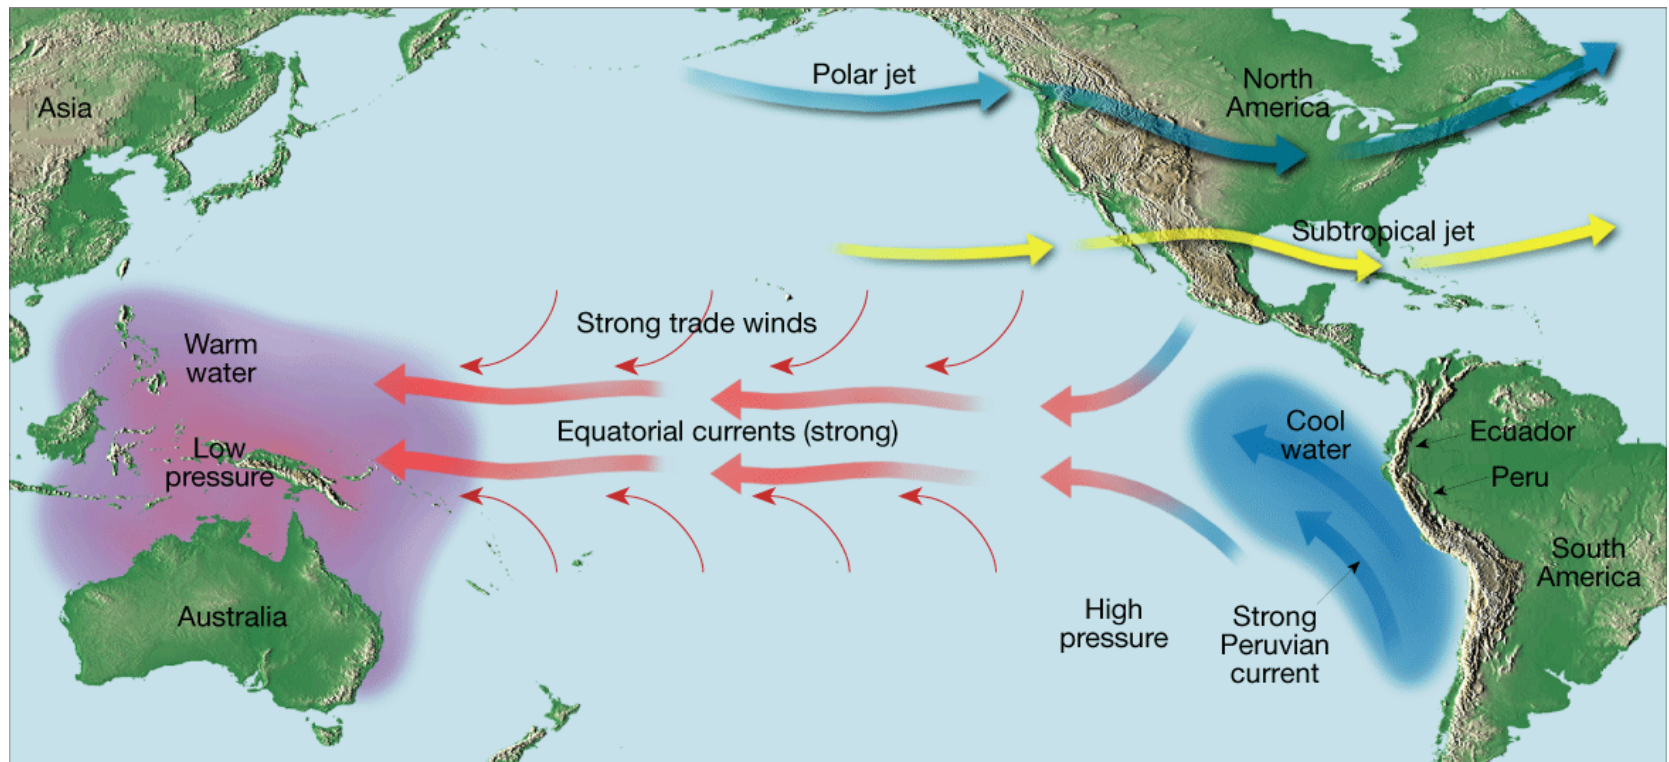 Polar jet
North
America
Asia
Subtropical jet
Strong trade winds
Warm
water
Cool
water
Equatorial currents (strong)
Ecuador
Low
pressure
Peru
South
America
High
pressure
Strong
Peruvian
current
Australia